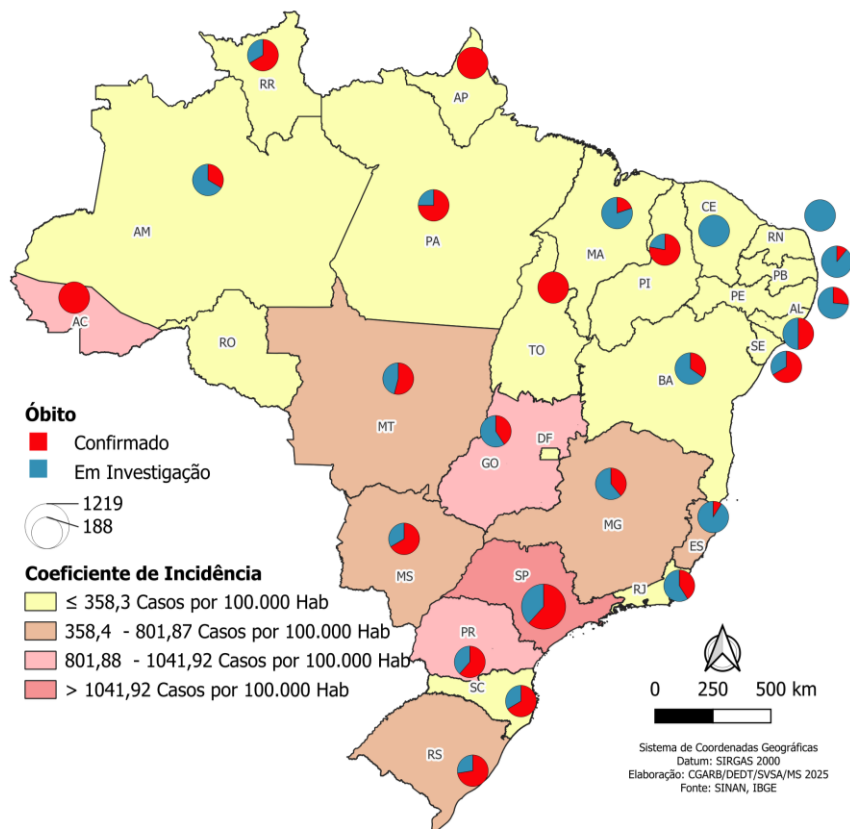 RR
AP
AM
PA
CE
MA
RN
PI
PB
PE
AL
AC
RO
TO
SE
BA
MT
GO
DF
MG
ES
MS
SP
RJ
PR
SC
RS
Óbito
Confirmado
Em Investigação
1219
188
Coeficiente de Incidência
≤ 358,3 Casos por 100.000 Hab
358,4 - 801,87 Casos por 100.000 Hab
801,88 - 1041,92 Casos por 100.000 Hab
> 1041,92 Casos por 100.000 Hab
0 250 500 km
Sistema de Coordenadas Geográficas
Datum: SIRGAS 2000
Elaboração: CGARB/DEDT/SVSA/MS 2025
Fonte: SINAN, IBGE